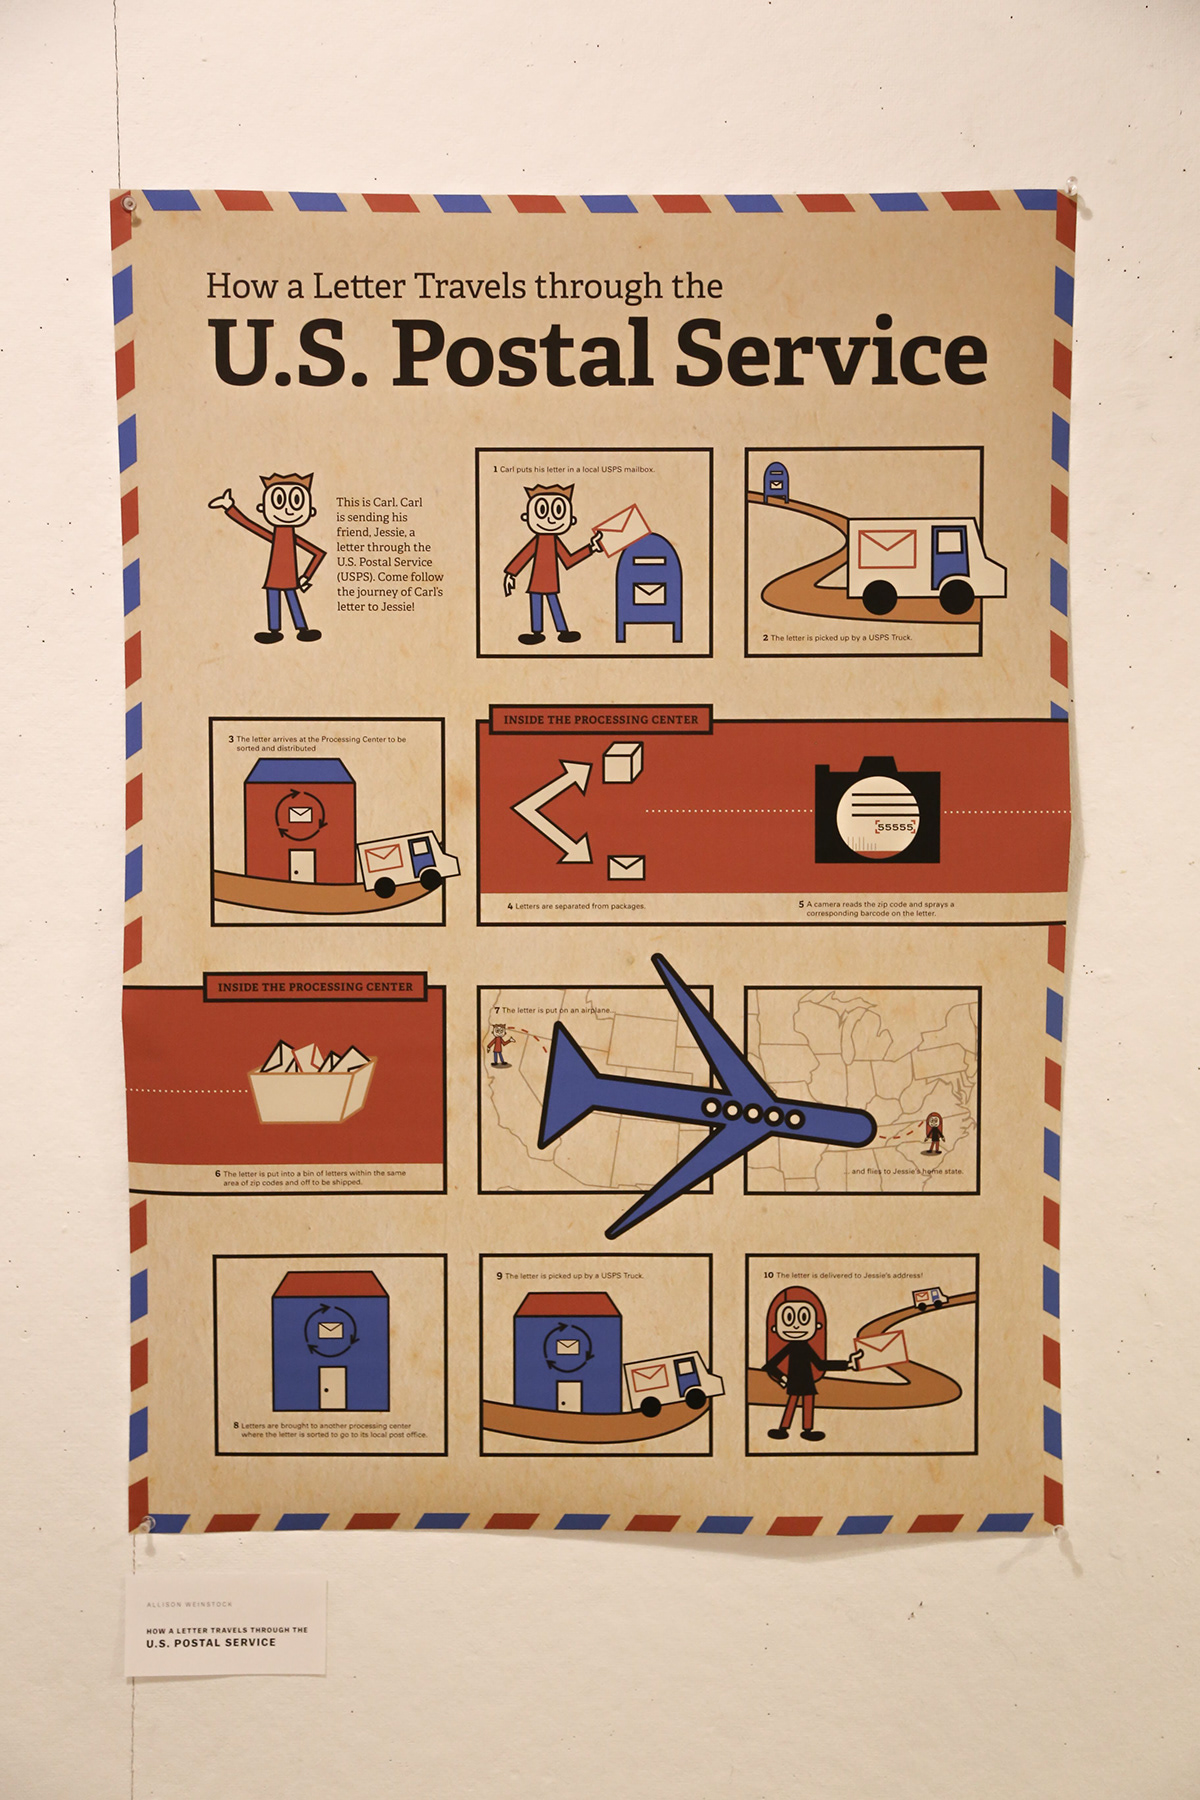 How a Letter Travels through the
U.S. Postal Service
This is Carl. Carl
is sending his
friend, Jessie, a
letter through the
U.S. Postal Service
(USPS). Come follow
the journey of Carl's
letter to Jessie!
1 Carl puts his letter in a local USPS mailbox.
2 The letter is picked up by a USPS Truck.
3 The letter arrives at the Processing Center to be
sorted and distributed
INSIDE THE PROCESSING CENTER
55555
4 Letters are separated from packages.
5 A camera reads the zip code and sprays a
corresponding barcode on the letter.
INSIDE THE PROCESSING CENTER
6 The letter is put into a bin of letters within the same
area of zip codes and off to be shipped.
7 The letter is put on an airplane...
... and flies to Jessie's home state.
8 Letters are brought to another processing center
where the letter is sorted to go to its local post office.
9 The letter is picked up by a USPS Truck.
10 The letter is delivered to Jessie's address!
ALLISON WEINSTOCK
HOW A LETTER TRAVELS THROUGH THE
U.S. POSTAL SERVICE